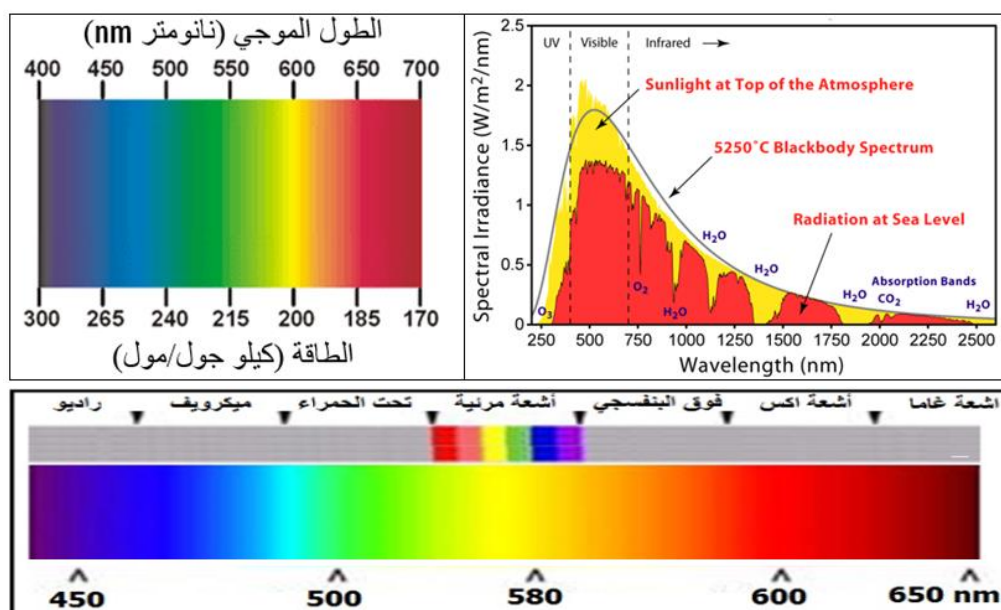 الطول الموجي (نانومتر nm)
400 450 500 550 600 650 700
300 265 240 215 200 185 170
الطاقة (كيلو جول/مول)
2.5
2
1.5
1
0.5
0
Spectral Irradiance (W/m²/nm)
UV Visible Infrared →
Sunlight at Top of the Atmosphere
5250°C Blackbody Spectrum
Radiation at Sea Level
H₂O
H₂O
Absorption Bands
O₃
O₂
H₂O
H₂O
CO₂
H₂O
250 500 750 1000 1250 1500 1750 2000 2250 2500
Wavelength (nm)
راديو ميكرويف تحت الحمراء أشعة مرئية فوق البنفسجي أشعة اكس اشعة غاما
450 500 580 600 650 nm